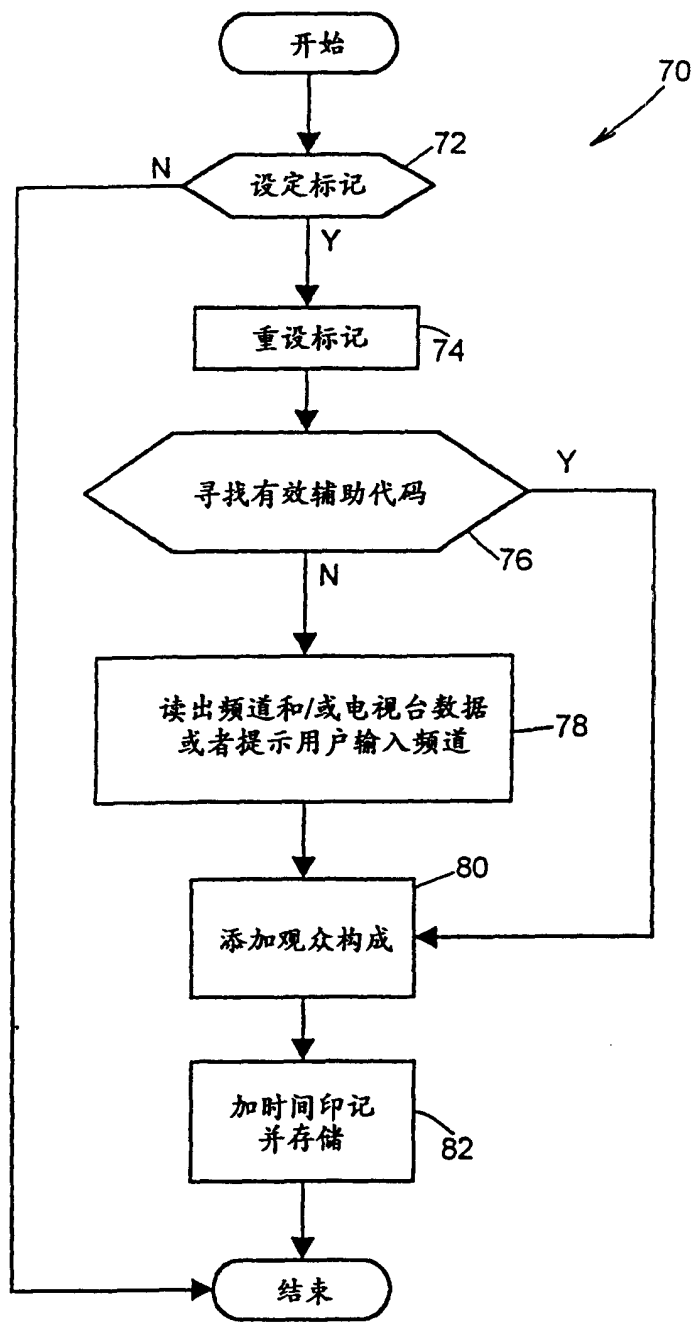 开始
70
72
N
设定标记
Y
重设标记
74
寻找有效辅助代码
Y
76
N
读出频道和/或电视台数据
或者提示用户输入频道
78
80
添加观众构成
加时间印记
并存储
82
结束